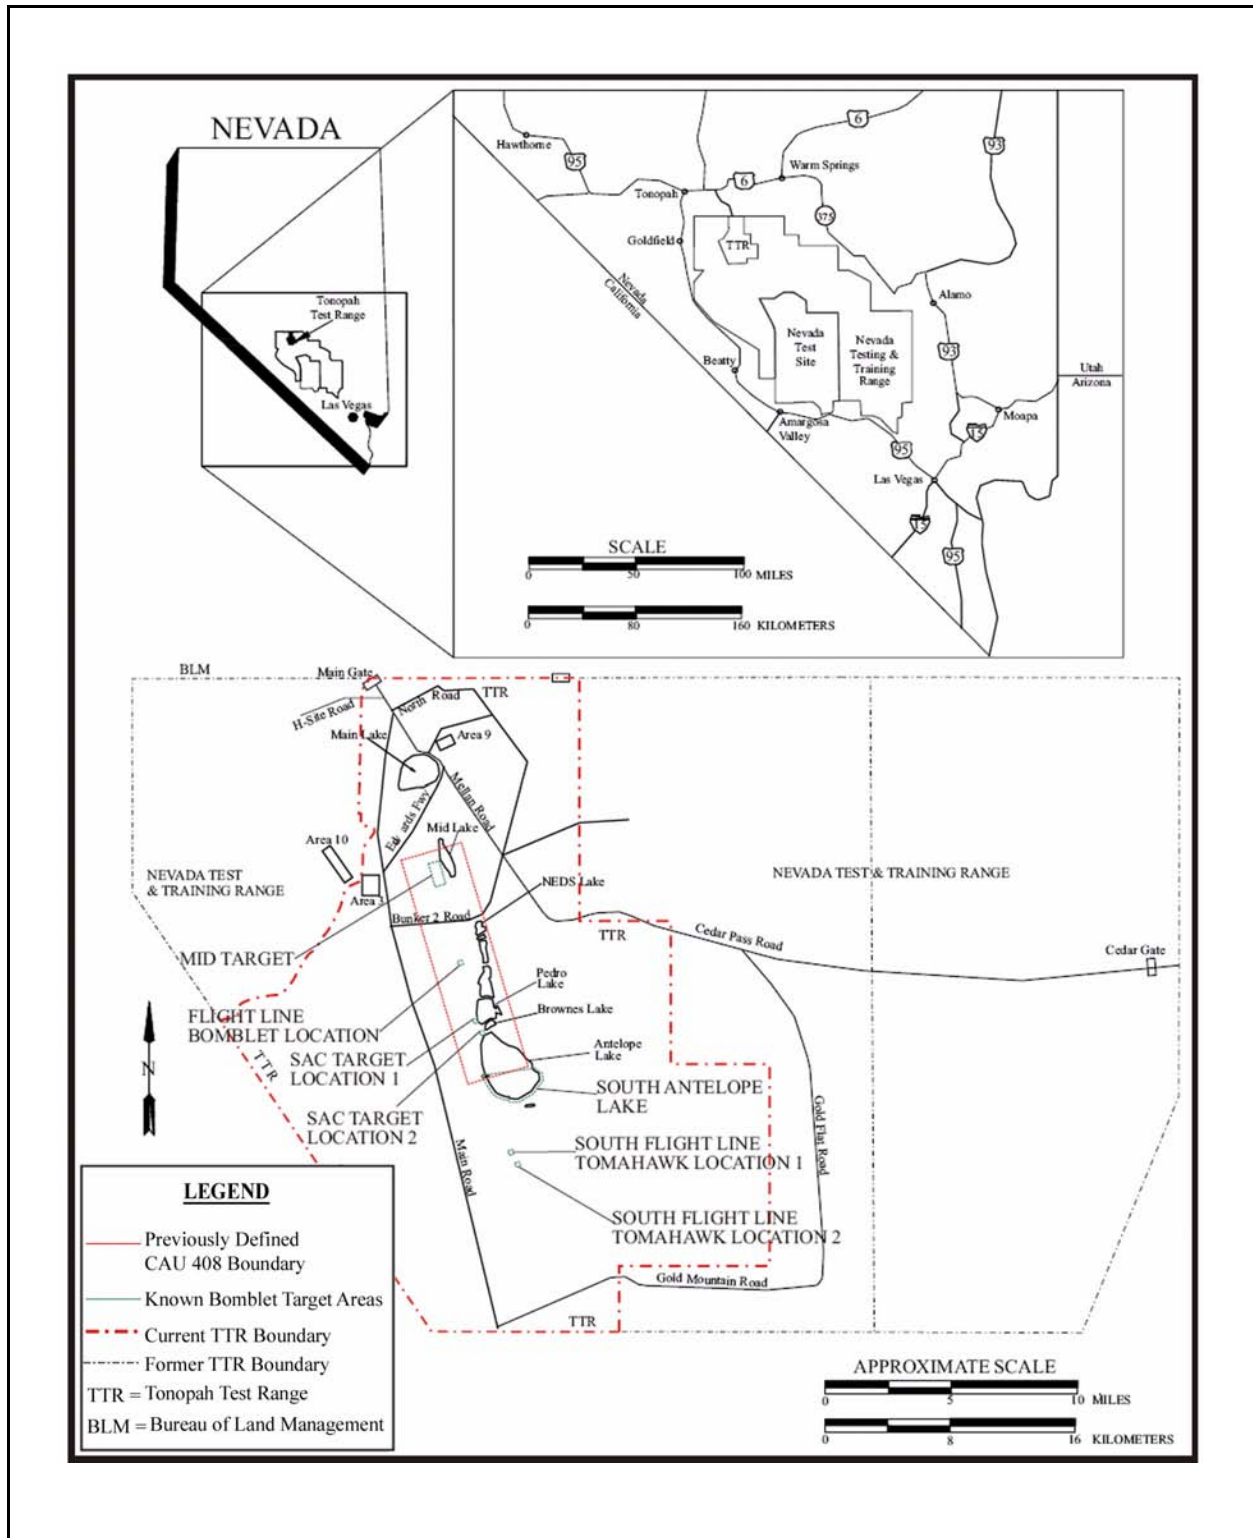 NEVADA
Tonopah
Test Range
Las Vegas
Hawthorne
95
6
93
Warm Springs
Tonopah
6
375
Goldfield
TTR
Nevada
California
Alamo
Nevada
Test
Site
Nevada
Testing &
Training
Range
93
Beatty
Utah
Arizona
Amargosa
Valley
Moapa
15
95
Las Vegas
15
95
SCALE
0 50 100 MILES
0 80 160 KILOMETERS
BLM
Main Gate
TTR
North Road
H-Site Road
Main Lake
Area 9
Mellan Road
Mid Lake
Area 10
NEVADA TEST
& TRAINING RANGE
NEVADA TEST & TRAINING RANGE
NEDS Lake
Area 3
Bunker 2 Road
TTR
Cedar Pass Road
Cedar Gate
MID TARGET
Pedro
Lake
FLIGHT LINE
BOMBLET LOCATION
Brownes Lake
SAC TARGET
LOCATION 1
Antelope
Lake
TTR
N
SOUTH ANTELOPE
LAKE
SAC TARGET
LOCATION 2
Gold Flat Road
Main Road
SOUTH FLIGHT LINE
TOMAHAWK LOCATION 1
SOUTH FLIGHT LINE
TOMAHAWK LOCATION 2
Gold Mountain Road
TTR
LEGEND
Previously Defined
CAU 408 Boundary
Known Bomblet Target Areas
Current TTR Boundary
Former TTR Boundary
TTR = Tonopah Test Range
BLM = Bureau of Land Management
APPROXIMATE SCALE
0 5 10 MILES
0 8 16 KILOMETERS